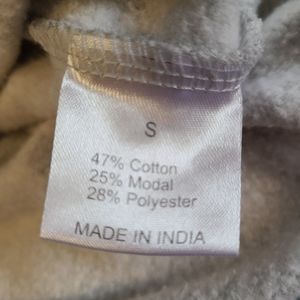 S
47% Cotton
25% Modal
28% Polyester
MADE IN INDIA